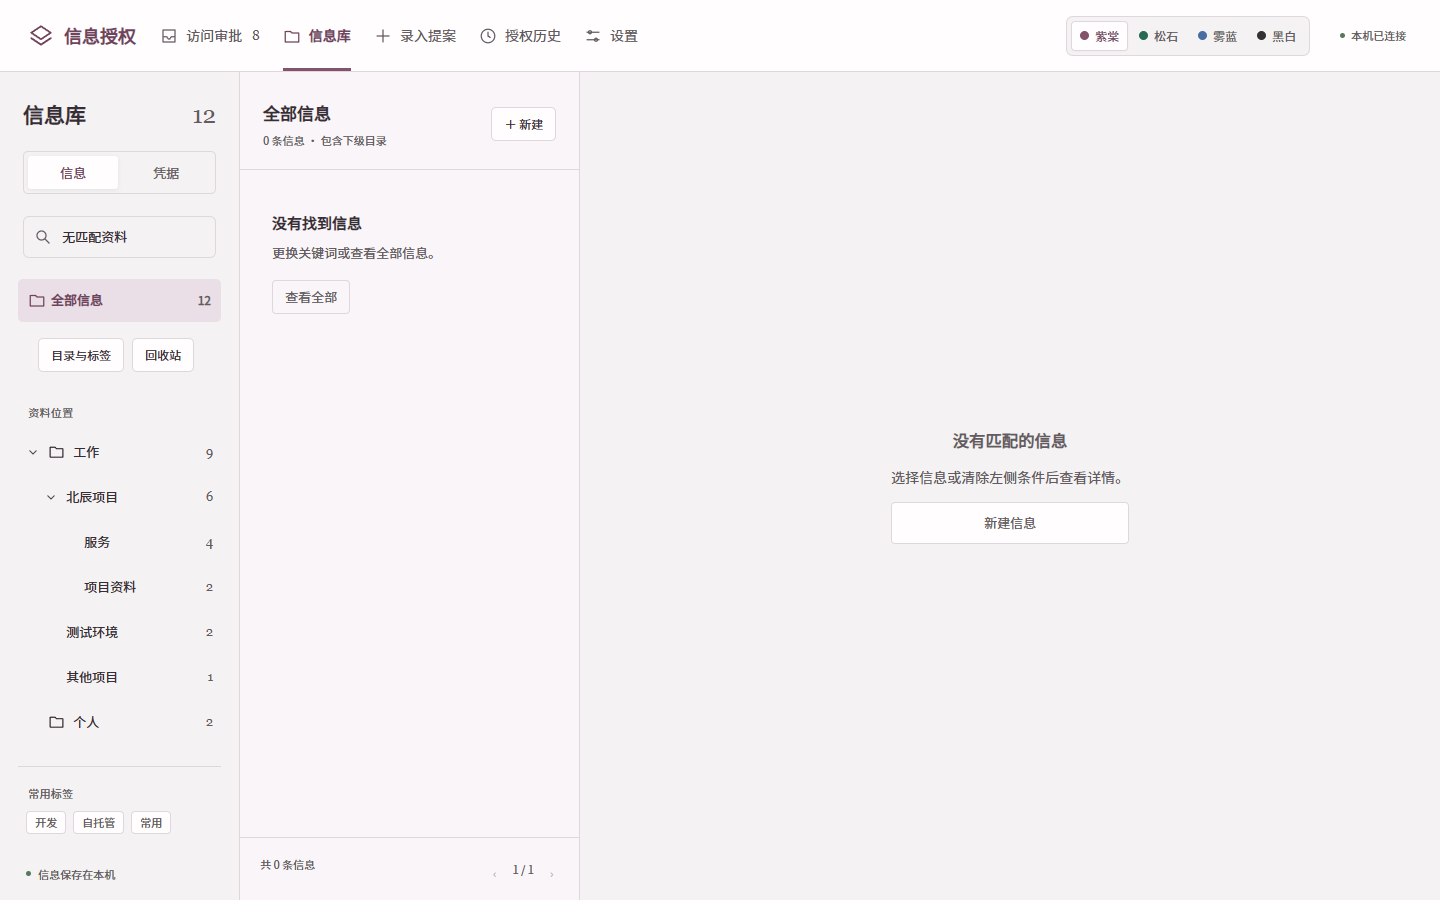 信息授权
访问审批 8
信息库
录入提案
授权历史
设置
紫棠
松石
雾蓝
黑白
本机已连接
信息库 12
信息
凭据
无匹配资料
全部信息 12
目录与标签
回收站
资料位置
工作 9
北辰项目 6
服务 4
项目资料 2
测试环境 2
其他项目 1
个人 2
常用标签
开发
自托管
常用
信息保存在本机
全部信息
0 条信息 · 包含下级目录
+ 新建
没有找到信息
更换关键词或查看全部信息。
查看全部
共 0 条信息
‹ 1 / 1 ›
没有匹配的信息
选择信息或清除左侧条件后查看详情。
新建信息